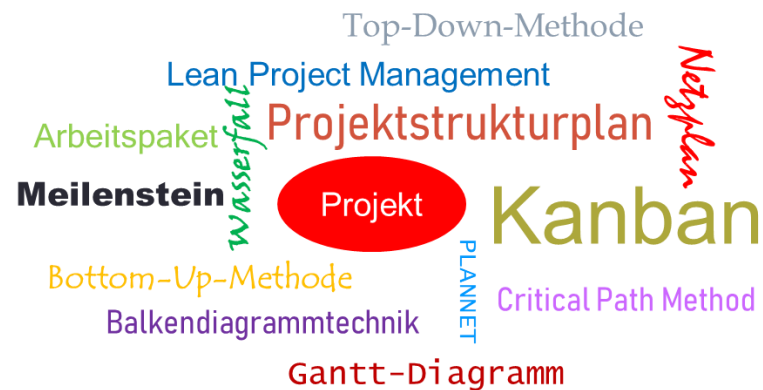 Top-Down-Methode
Lean Project Management
Netzplan
Wasserfall
Projektstrukturplan
Arbeitspaket
Meilenstein
Projekt
Kanban
PLANNET
Bottom-Up-Methode
Critical Path Method
Balkendiagrammtechnik
Gantt-Diagramm